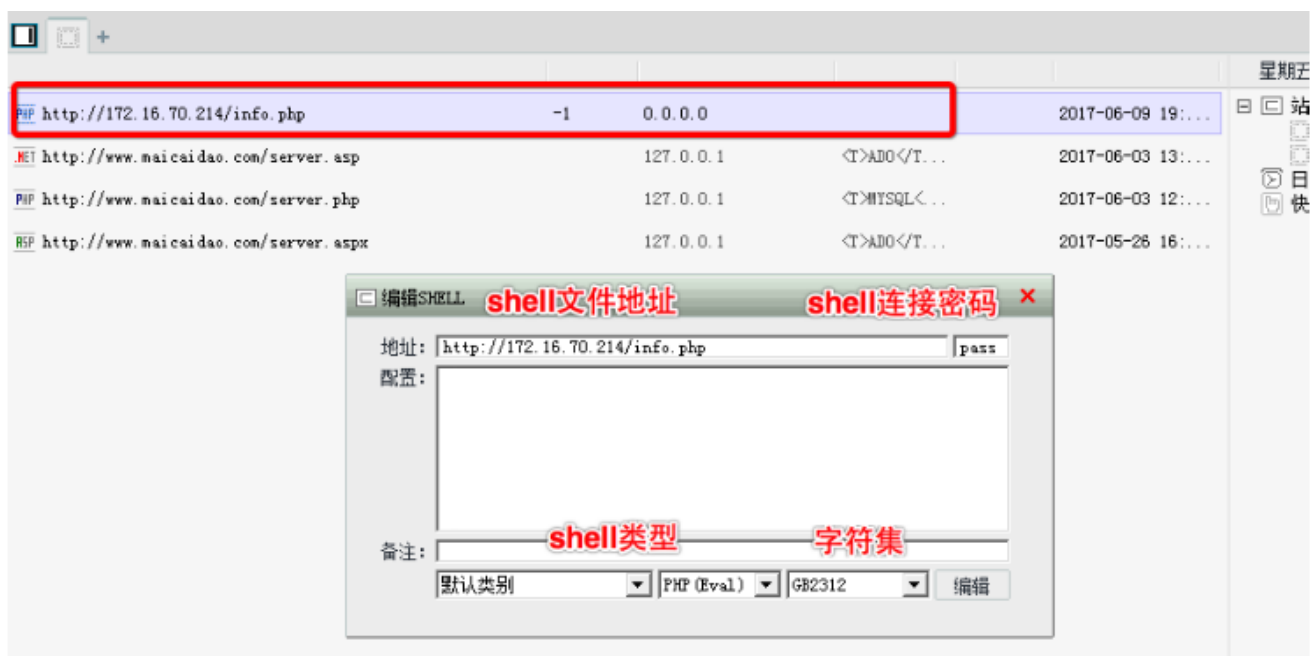 +
星期五
PHP http://172.16.70.214/info.php -1 0.0.0.0 2017-06-09 19:...
站
.NET http://www.maicaidao.com/server.asp 127.0.0.1 <T>ADO</T... 2017-06-03 13:...
日
PHP http://www.maicaidao.com/server.php 127.0.0.1 <T>MYSQL<... 2017-06-03 12:...
快
ASP http://www.maicaidao.com/server.aspx 127.0.0.1 <T>ADO</T... 2017-05-26 16:...
编辑SHELL shell文件地址 shell连接密码 ×
地址: http://172.16.70.214/info.php pass
配置:
shell类型 字符集
备注:
默认类别 PHP(Eval) GB2312 编辑